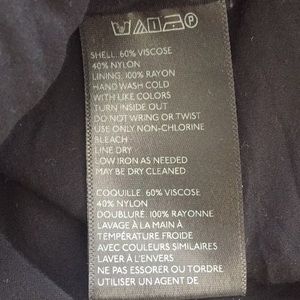 SHELL: 60% VISCOSE
40% NYLON
LINING: 100% RAYON
HAND WASH COLD
WITH LIKE COLORS
TURN INSIDE OUT
DO NOT WRING OR TWIST
USE ONLY NON-CHLORINE
BLEACH
LINE DRY
LOW IRON AS NEEDED
MAY BE DRY CLEANED
COQUILLE: 60% VISCOSE
40% NYLON
DOUBLURE: 100% RAYONNE
LAVAGE À LA MAIN À
TEMPÉRATURE FROIDE
AVEC COULEURS SIMILAIRES
LAVER À L'ENVERS
NE PAS ESSORER OU TORDRE
UTILISER UN AGENT DE